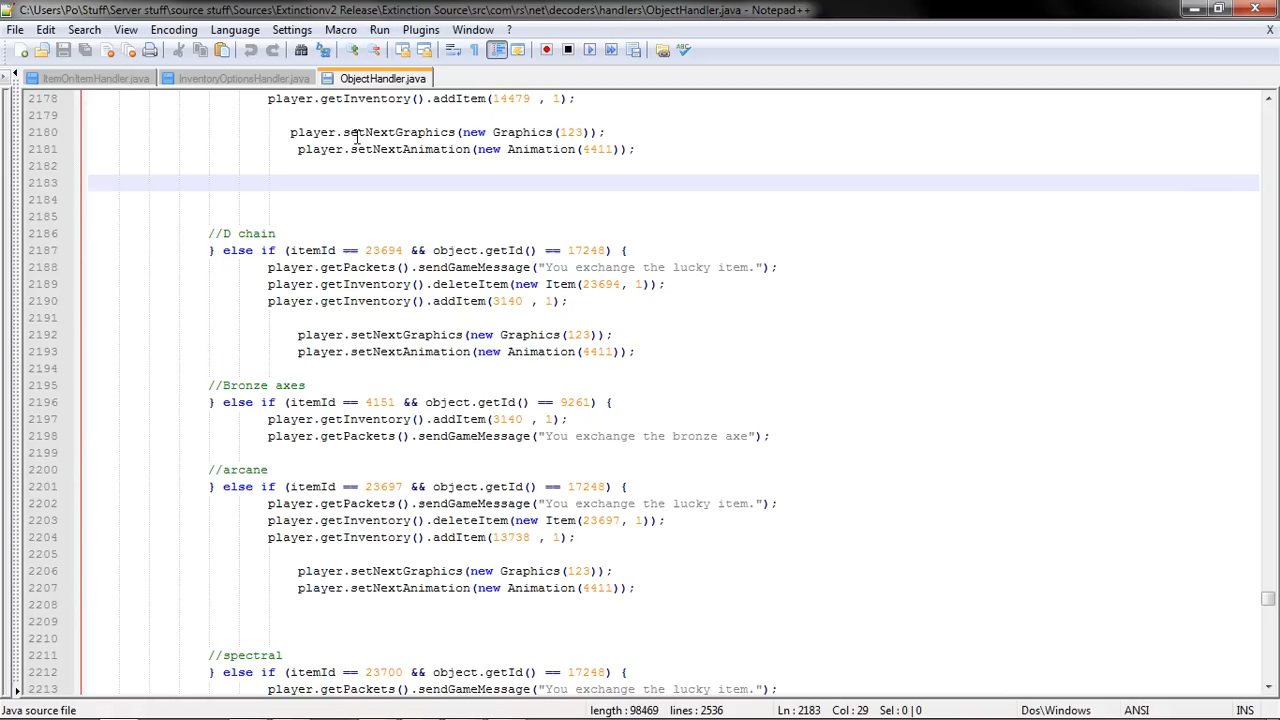 C:\Users\Po\Stuff\Server stuff\source stuff\Sources\Extinctionv2 Release\Extinction Source\src\com\rs\net\decoders\handlers\ObjectHandler.java - Notepad++
File Edit Search View Encoding Language Settings Macro Run Plugins Window ? X
ItemOnItemHandler.java InventoryOptionsHandler.java ObjectHandler.java
2178 player.getInventory().addItem(14479 , 1);
2179
2180 player.setNextGraphics(new Graphics(123));
2181 player.setNextAnimation(new Animation(4411));
2182
2183
2184
2185
2186 //D chain
2187 } else if (itemId == 23694 && object.getId() == 17248) {
2188 player.getPackets().sendGameMessage("You exchange the lucky item.");
2189 player.getInventory().deleteItem(new Item(23694, 1));
2190 player.getInventory().addItem(3140 , 1);
2191
2192 player.setNextGraphics(new Graphics(123));
2193 player.setNextAnimation(new Animation(4411));
2194
2195 //Bronze axes
2196 } else if (itemId == 4151 && object.getId() == 9261) {
2197 player.getInventory().addItem(3140 , 1);
2198 player.getPackets().sendGameMessage("You exchange the bronze axe");
2199
2200 //arcane
2201 } else if (itemId == 23697 && object.getId() == 17248) {
2202 player.getPackets().sendGameMessage("You exchange the lucky item.");
2203 player.getInventory().deleteItem(new Item(23697, 1));
2204 player.getInventory().addItem(13738 , 1);
2205
2206 player.setNextGraphics(new Graphics(123));
2207 player.setNextAnimation(new Animation(4411));
2208
2209
2210
2211 //spectral
2212 } else if (itemId == 23700 && object.getId() == 17248) {
2213 player.getPackets().sendGameMessage("You exchange the lucky item.");
Java source file length : 98469 lines : 2536 Ln : 2183 Col : 29 Sel : 0 | 0 Dos\Windows ANSI INS